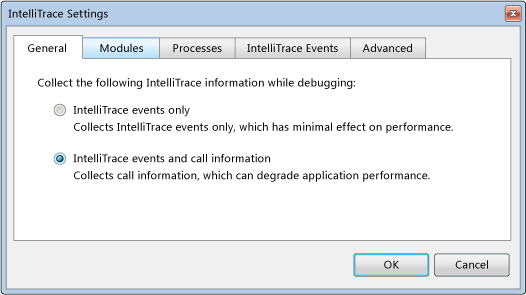 IntelliTrace Settings
General Modules Processes IntelliTrace Events Advanced
Collect the following IntelliTrace information while debugging:
IntelliTrace events only
Collects IntelliTrace events only, which has minimal effect on performance.
IntelliTrace events and call information
Collects call information, which can degrade application performance.
OK Cancel